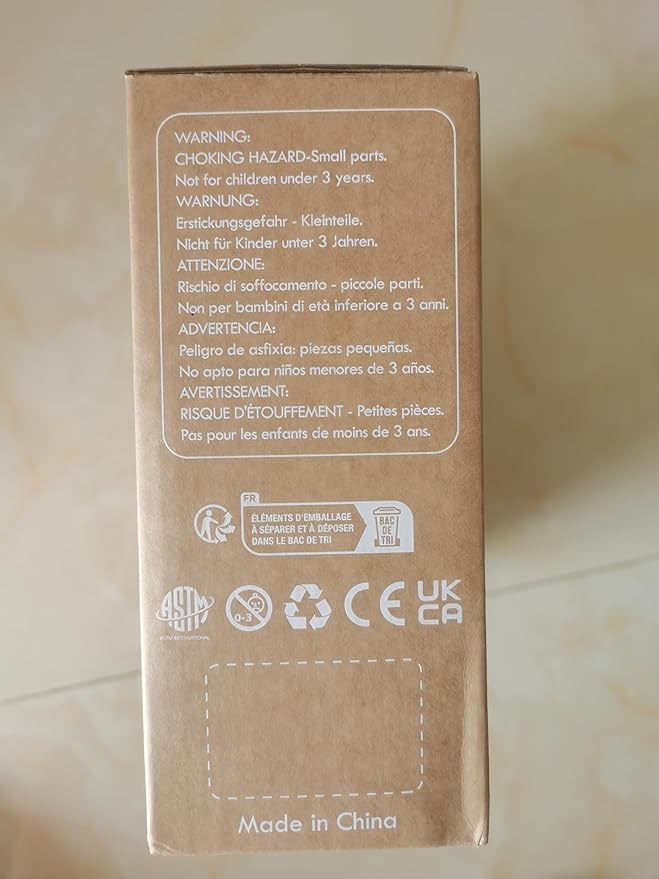 WARNING:
CHOKING HAZARD-Small parts.
Not for children under 3 years.
WARNUNG:
Erstickungsgefahr - Kleinteile.
Nicht für Kinder unter 3 Jahren.
ATTENZIONE:
Rischio di soffocamento - piccole parti.
Non per bambini di età inferiore a 3 anni.
ADVERTENCIA:
Peligro de asfixia: piezas pequeñas.
No apto para niños menores de 3 años.
AVERTISSEMENT:
RISQUE D'ÉTOUFFEMENT - Petites pièces.
Pas pour les enfants de moins de 3 ans.
FR
ÉLÉMENTS D'EMBALLAGE
À SÉPARER ET À DÉPOSER
DANS LE BAC DE TRI
BAC
DE
TRI
ASTM
ASTM INTERNATIONAL
0-3
CE
UK
CA
Made in China